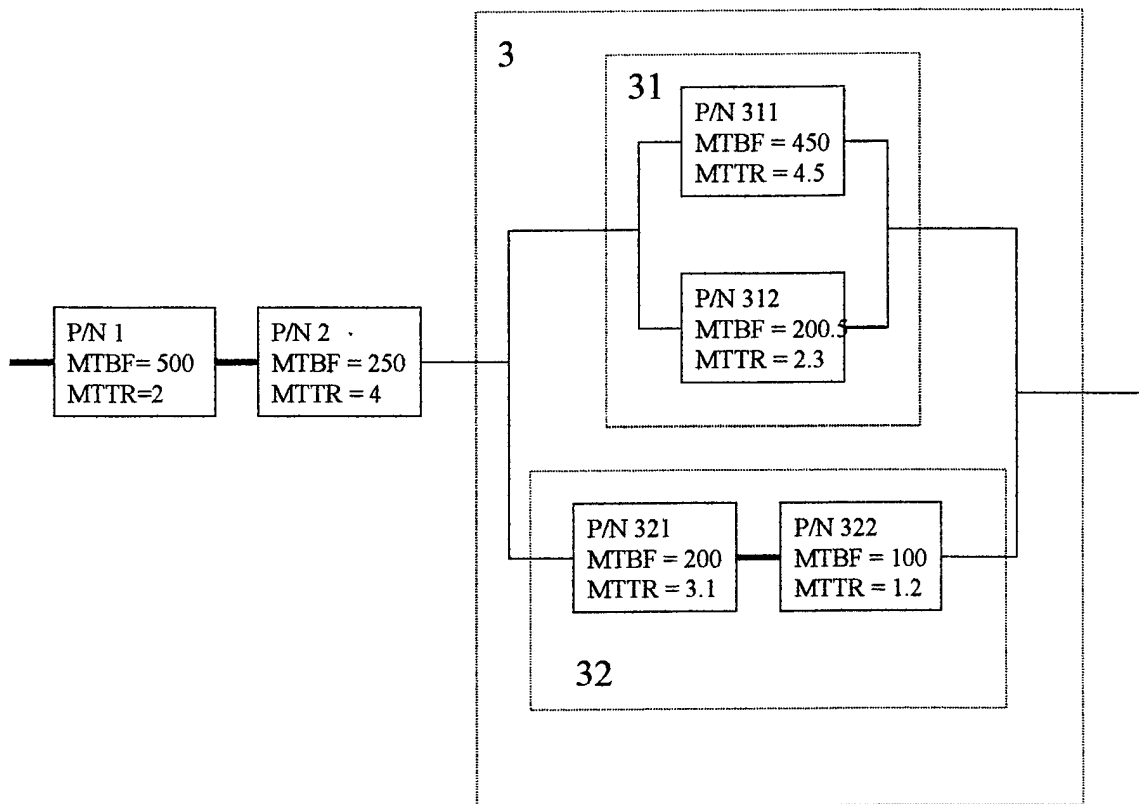 3
31
P/N 311
MTBF = 450
MTTR = 4.5
P/N 312
MTBF = 200.5
MTTR = 2.3
P/N 1
MTBF= 500
MTTR=2
P/N 2
MTBF = 250
MTTR = 4
P/N 321
MTBF = 200
MTTR = 3.1
P/N 322
MTBF = 100
MTTR = 1.2
32